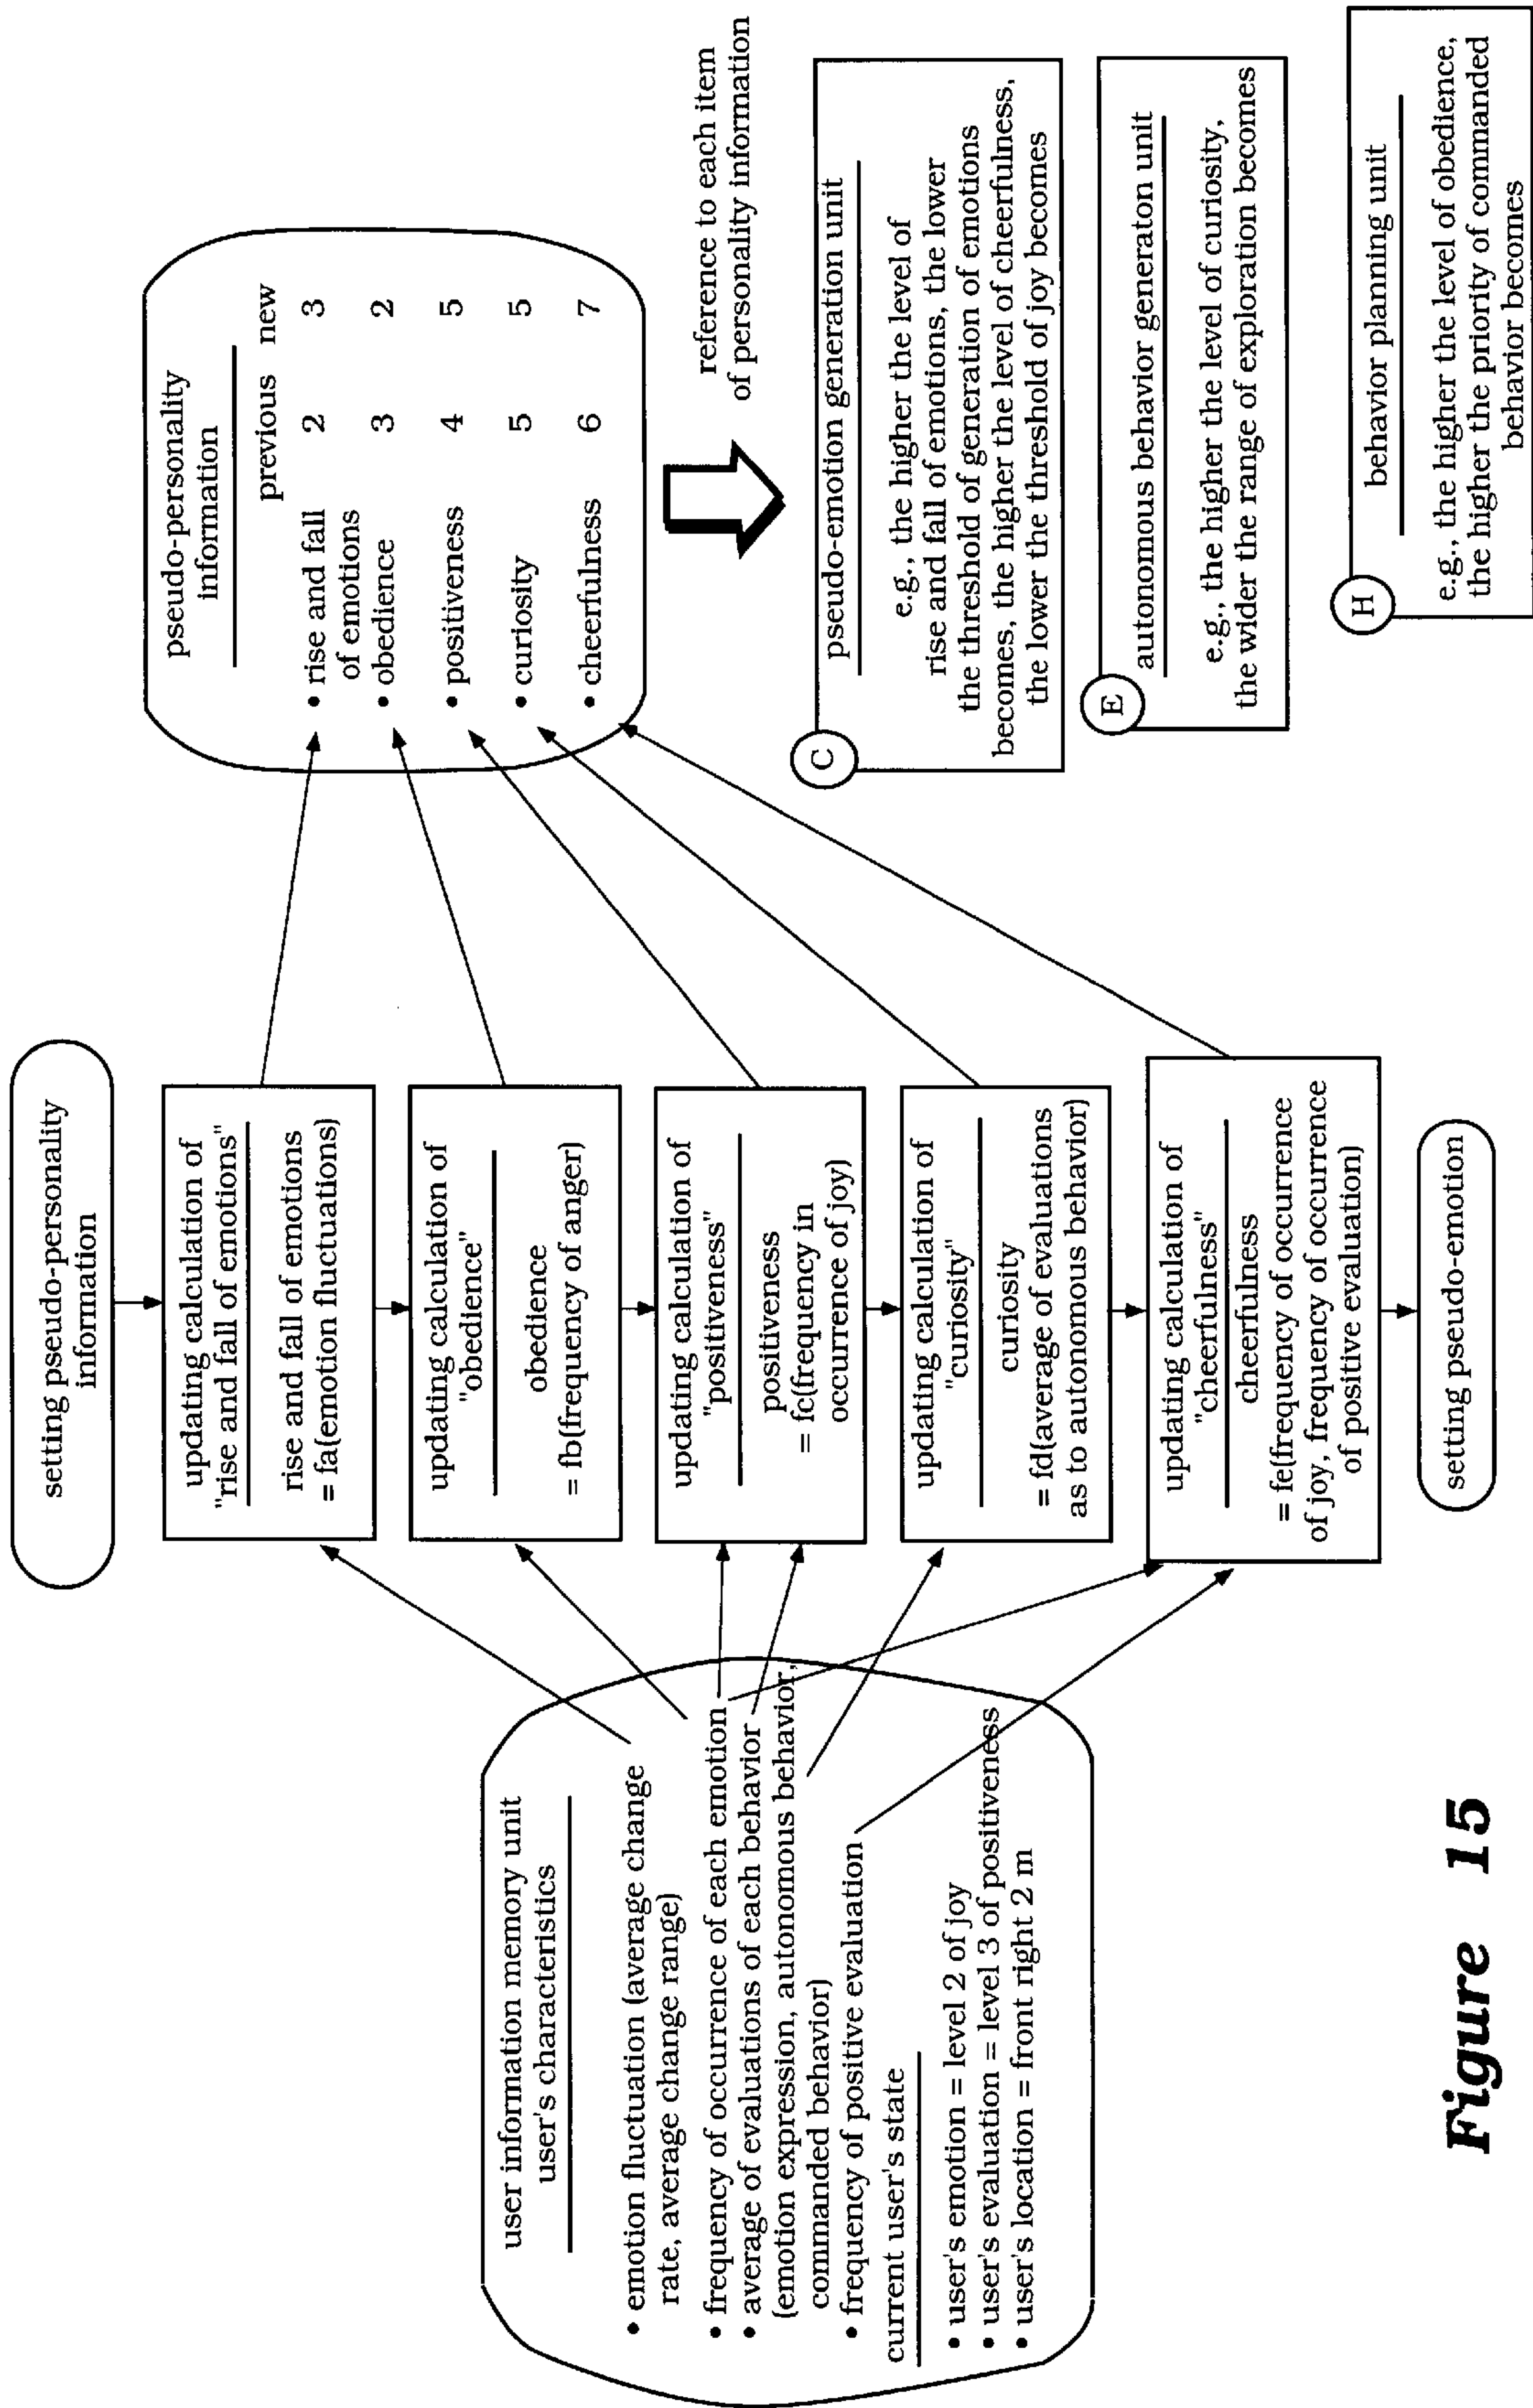 user information memory unit
user's characteristics
• emotion fluctuation (average change
rate, average change range)
• frequency of occurrence of each emotion
• average of evaluations of each behavior
(emotion expression, autonomous behavior,
commanded behavior)
• frequency of positive evaluation
current user's state
• user's emotion = level 2 of joy
• user's evaluation = level 3 of positiveness
• user's location = front right 2 m
setting pseudo-personality
information
updating calculation of
"rise and fall of emotions"
rise and fall of emotions
= fa(emotion fluctuations)
updating calculation of
"obedience"
obedience
= fb(frequency of anger)
updating calculation of
"positiveness"
positiveness
= fc(frequency in
occurrence of joy)
updating calculation of
"curiosity"
curiosity
= fd(average of evaluations
as to autonomous behavior)
updating calculation of
"cheerfulness"
cheerfulness
= fe(frequency of occurrence
of joy, frequency of occurrence
of positive evaluation)
setting pseudo-emotion
pseudo-personality
information
previous new
• rise and fall 2 3
of emotions
• obedience 3 2
• positiveness 4 5
• curiosity 5 5
• cheerfulness 6 7
reference to each item
of personality information
C
pseudo-emotion generation unit
e.g., the higher the level of
rise and fall of emotions, the lower
the threshold of generation of emotions
becomes, the higher the level of cheerfulness,
the lower the threshold of joy becomes
E
autonomous behavior generaton unit
e.g., the higher the level of curiosity,
the wider the range of exploration becomes
H
behavior planning unit
e.g., the higher the level of obedience,
the higher the priority of commanded
behavior becomes
Figure 15